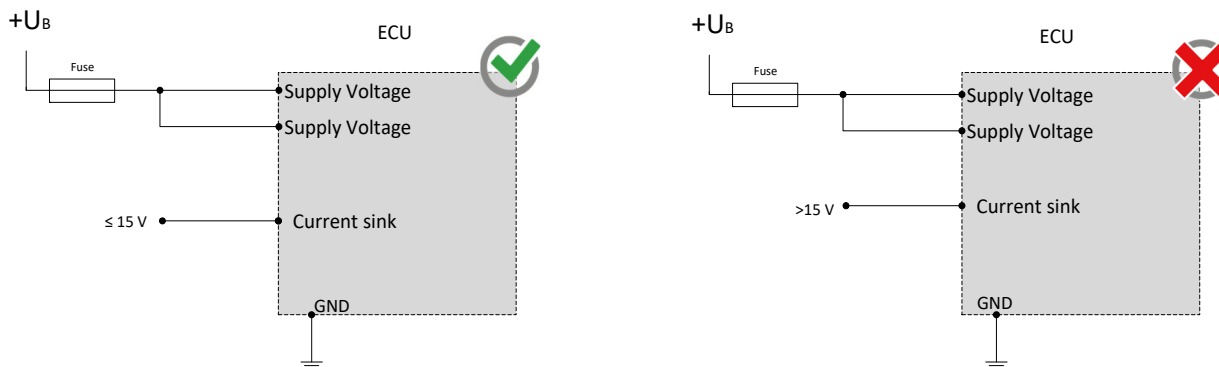 +UB
ECU
Fuse
Supply Voltage
Supply Voltage
≤ 15 V
Current sink
GND
+UB
ECU
Fuse
Supply Voltage
Supply Voltage
>15 V
Current sink
GND